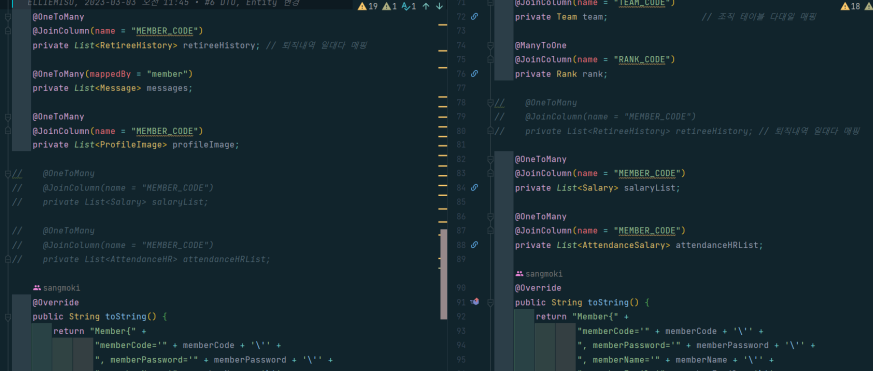 ELLIEMISO, 2023-03-03 오전 11:45 • #6 DTO, Entity 변경
19 1 1
@OneToMany
@JoinColumn(name = "MEMBER_CODE")
private List<RetireeHistory> retireeHistory; // 퇴직내역 일대다 매핑
@OneToMany(mappedBy = "member")
private List<Message> messages;
@OneToMany
@JoinColumn(name = "MEMBER_CODE")
private List<ProfileImage> profileImage;
// @OneToMany
// @JoinColumn(name = "MEMBER_CODE")
// private List<Salary> salaryList;
// @OneToMany
// @JoinColumn(name = "MEMBER_CODE")
// private List<AttendanceHR> attendanceHRList;
sangmoki
@Override
public String toString() {
return "Member{" +
"memberCode='" + memberCode + '\'' +
", memberPassword='" + memberPassword + '\'' +
18
71 @JoinColumn(name = "TEAM_CODE")
72 private Team team; // 조직 테이블 다대일 매핑
73
74 @ManyToOne
75 @JoinColumn(name = "RANK_CODE")
76 private Rank rank;
77
78 // @OneToMany
79 // @JoinColumn(name = "MEMBER_CODE")
80 // private List<RetireeHistory> retireeHistory; // 퇴직내역 일대다 매핑
81
82 @OneToMany
83 @JoinColumn(name = "MEMBER_CODE")
84 private List<Salary> salaryList;
85
86 @OneToMany
87 @JoinColumn(name = "MEMBER_CODE")
88 private List<AttendanceSalary> attendanceHRList;
89
sangmoki
90 @Override
91 public String toString() {
92 return "Member{" +
93 "memberCode='" + memberCode + '\'' +
94 ", memberPassword='" + memberPassword + '\'' +
95 ", memberName='" + memberName + '\'' +